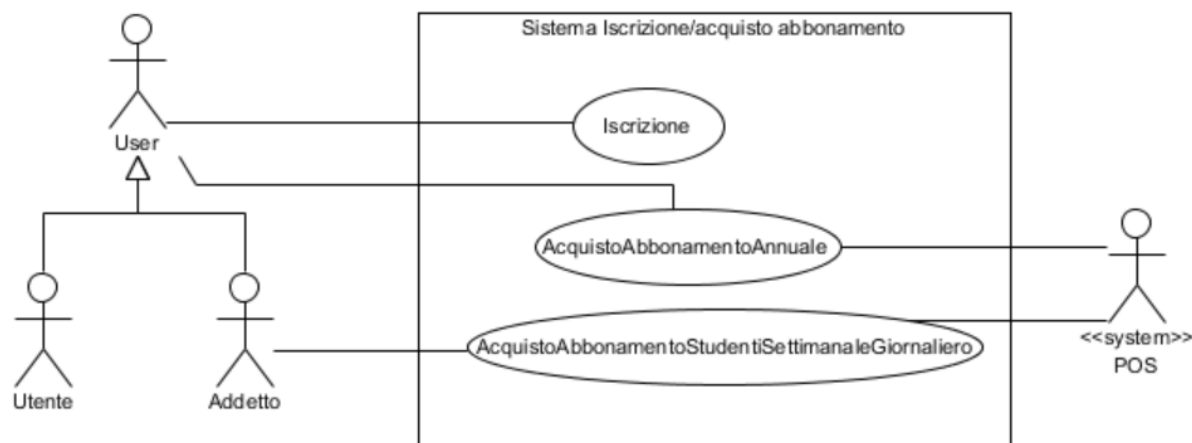 Sistema Iscrizione/acquisto abbonamento
Iscrizione
User
AcquistoAbbonamentoAnnuale
AcquistoAbbonamentoStudentiSettimanaleGiornaliero
<<system>>
POS
Utente
Addetto